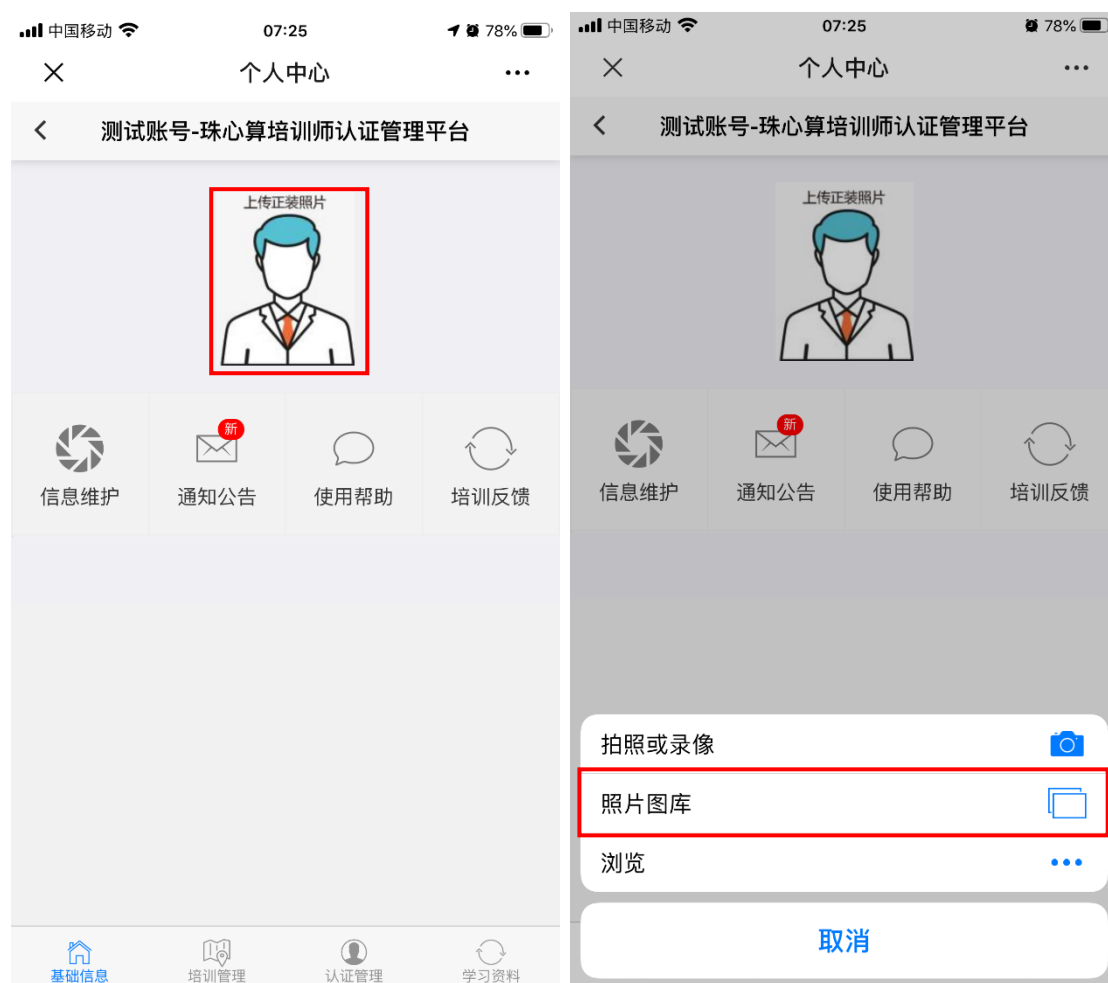 中国移动 07:25 78%
个人中心
测试账号-珠心算培训师认证管理平台
上传正装照片
新
信息维护 通知公告 使用帮助 培训反馈
基础信息 培训管理 认证管理 学习资料
中国移动 07:25 78%
个人中心
测试账号-珠心算培训师认证管理平台
上传正装照片
新
信息维护 通知公告 使用帮助 培训反馈
拍照或录像
照片图库
浏览
取消